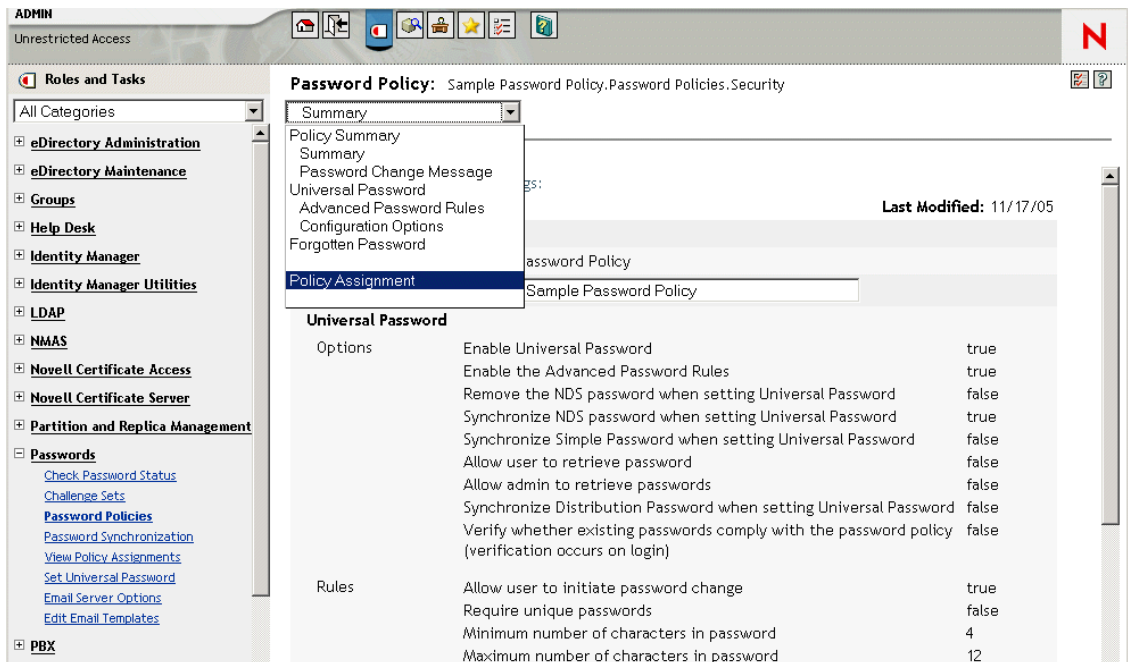 ADMIN
Unrestricted Access
N
Roles and Tasks
All Categories
eDirectory Administration
eDirectory Maintenance
Groups
Help Desk
Identity Manager
Identity Manager Utilities
LDAP
NMAS
Novell Certificate Access
Novell Certificate Server
Partition and Replica Management
Passwords
Check Password Status
Challenge Sets
Password Policies
Password Synchronization
View Policy Assignments
Set Universal Password
Email Server Options
Edit Email Templates
PBX
Password Policy: Sample Password Policy.Password Policies.Security
?
Summary
Policy Summary
Summary
Password Change Message
Universal Password
Advanced Password Rules
Configuration Options
Forgotten Password
Policy Assignment
gs:
Last Modified: 11/17/05
assword Policy
Sample Password Policy
Universal Password
Options Enable Universal Password true
Enable the Advanced Password Rules true
Remove the NDS password when setting Universal Password false
Synchronize NDS password when setting Universal Password true
Synchronize Simple Password when setting Universal Password false
Allow user to retrieve password false
Allow admin to retrieve passwords false
Synchronize Distribution Password when setting Universal Password false
Verify whether existing passwords comply with the password policy false
(verification occurs on login)
Rules Allow user to initiate password change true
Require unique passwords false
Minimum number of characters in password 4
Maximum number of characters in password 12